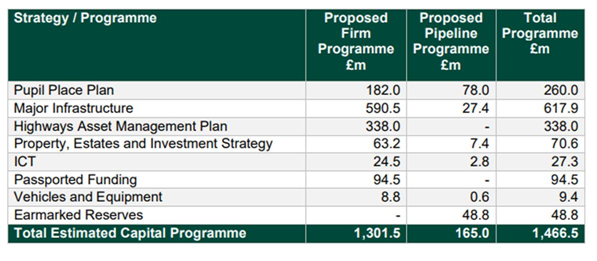 Strategy / Programme Proposed Firm Programme £m Proposed Pipeline Programme £m Total Programme £m
Pupil Place Plan 182.0 78.0 260.0
Major Infrastructure 590.5 27.4 617.9
Highways Asset Management Plan 338.0 - 338.0
Property, Estates and Investment Strategy 63.2 7.4 70.6
ICT 24.5 2.8 27.3
Passported Funding 94.5 - 94.5
Vehicles and Equipment 8.8 0.6 9.4
Earmarked Reserves - 48.8 48.8
Total Estimated Capital Programme 1,301.5 165.0 1,466.5